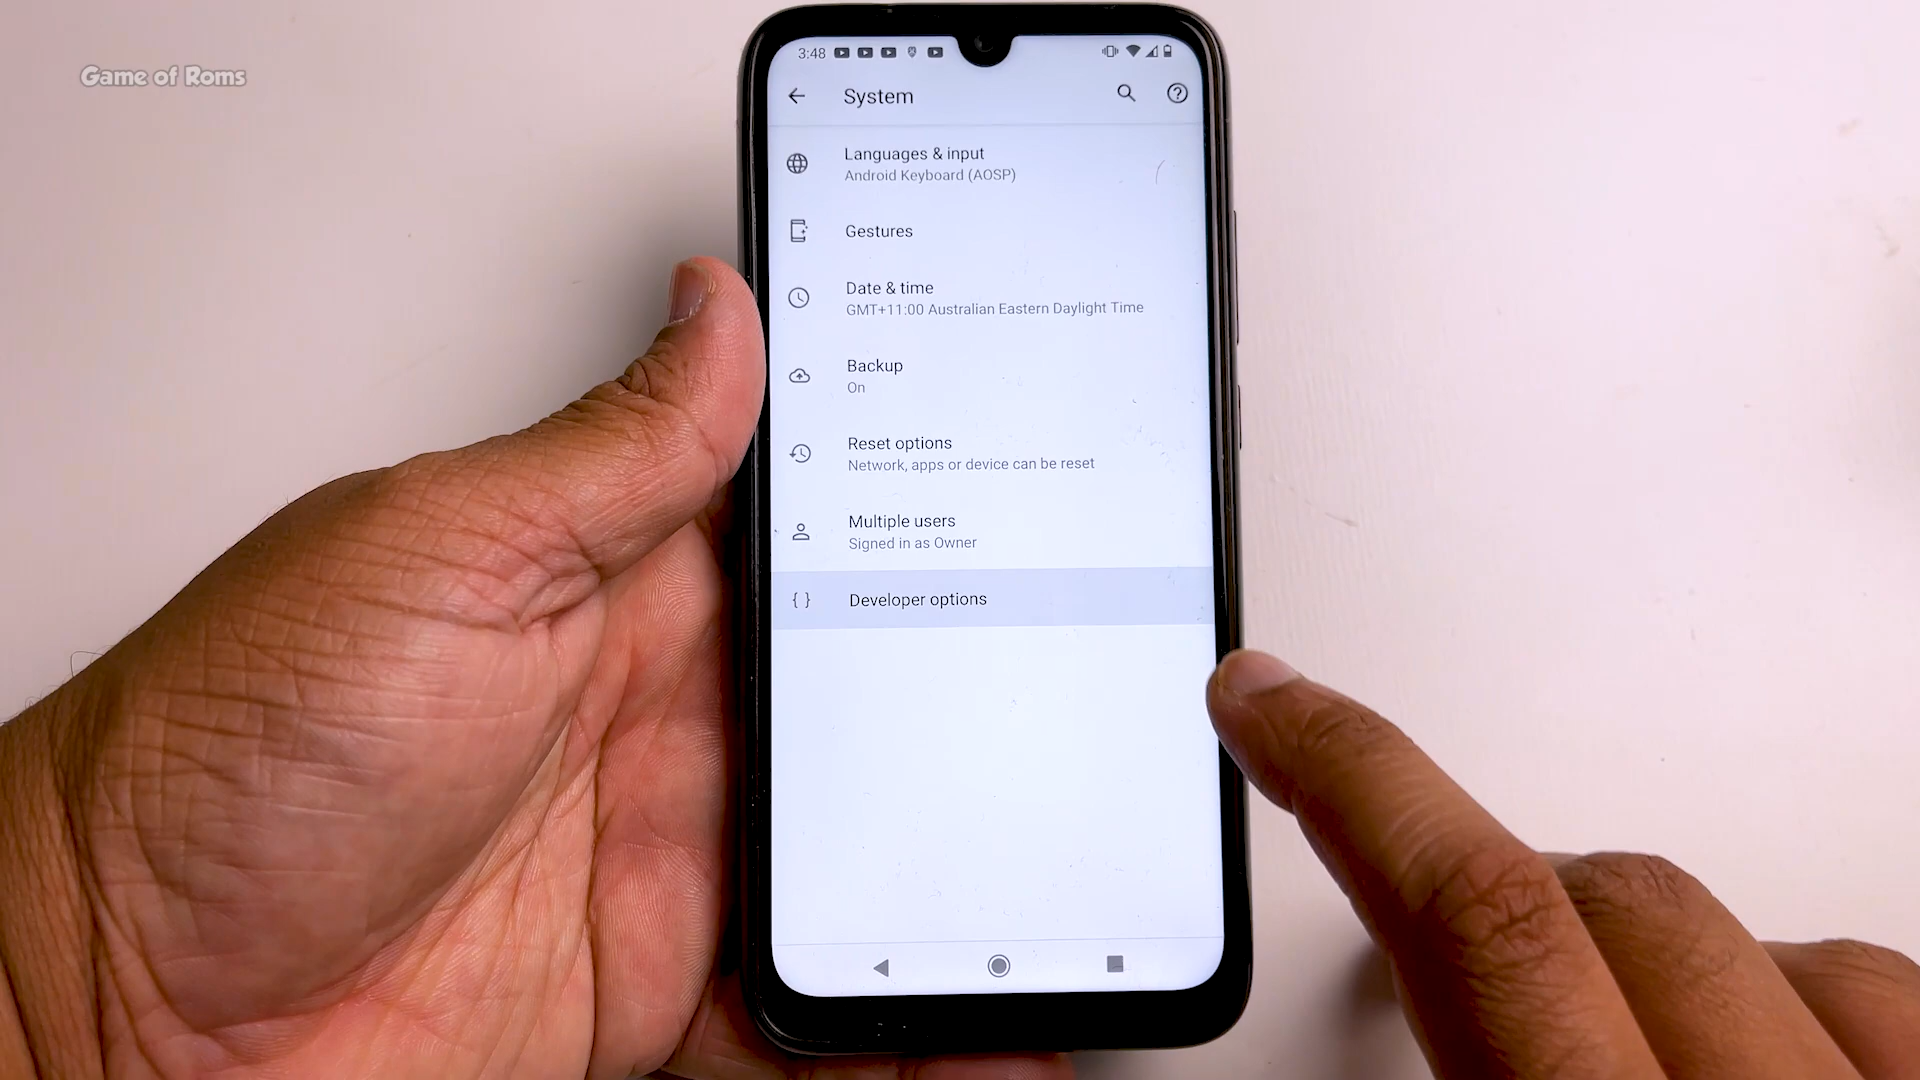 Game of Roms
3:48
System
Languages & input
Android Keyboard (AOSP)
Gestures
Date & time
GMT+11:00 Australian Eastern Daylight Time
Backup
On
Reset options
Network, apps or device can be reset
Multiple users
Signed in as Owner
{ } Developer options